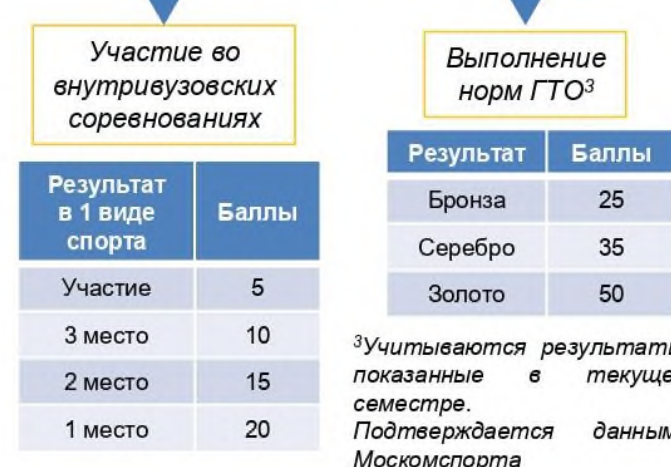 Участие во
внутривузовских
соревнованиях
Результат
в 1 виде
спорта
Баллы
Участие 5
3 место 10
2 место 15
1 место 20
Выполнение
норм ГТО³
Результат Баллы
Бронза 25
Серебро 35
Золото 50
³Учитываются
показанные в
семестре.
Подтверждается
Москомспорта